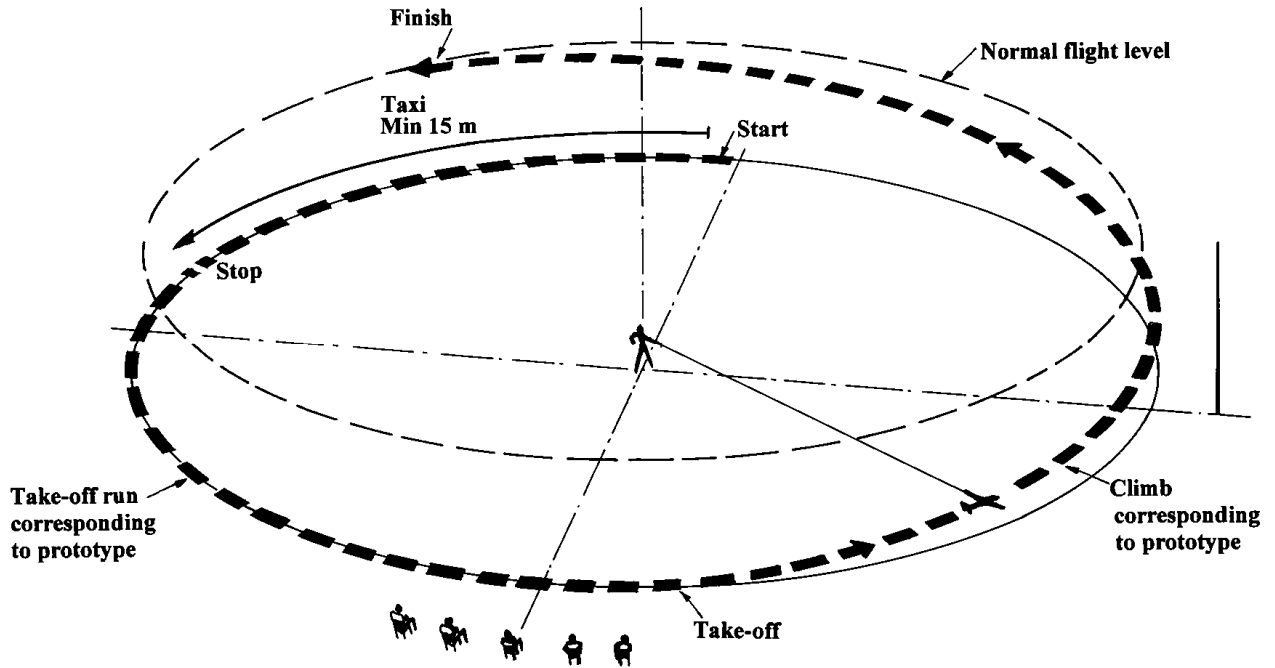 Finish
Normal flight level
Taxi
Min 15 m
Start
Stop
Take-off run
corresponding
to prototype
Climb
corresponding
to prototype
Take-off